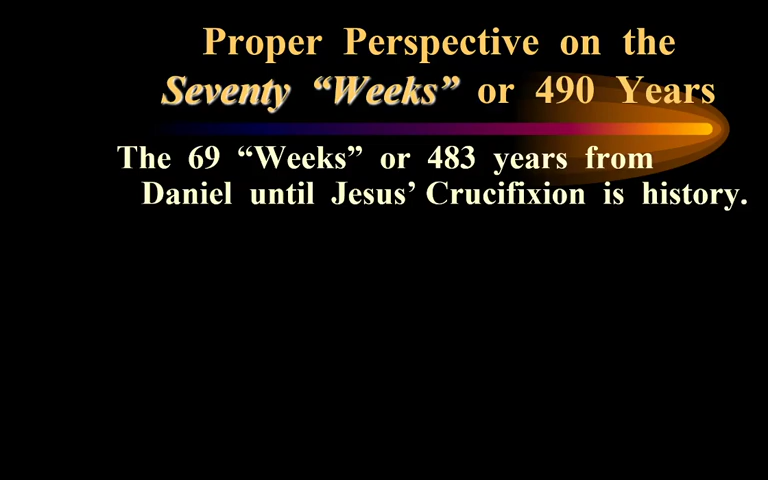 Proper Perspective on the
Seventy “Weeks” or 490 Years
The 69 “Weeks” or 483 years from
Daniel until Jesus’ Crucifixion is history.